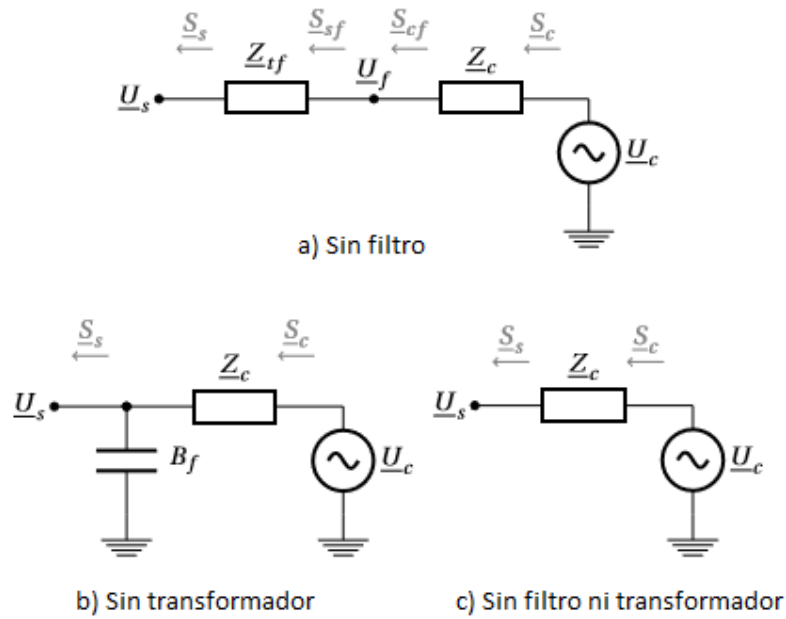 S_s S_sf S_cf S_c
Z_tf U_f Z_c
U_s U_c
a) Sin filtro
S_s S_c S_s S_c
Z_c Z_c
U_s U_s
B_f U_c U_c
b) Sin transformador c) Sin filtro ni transformador